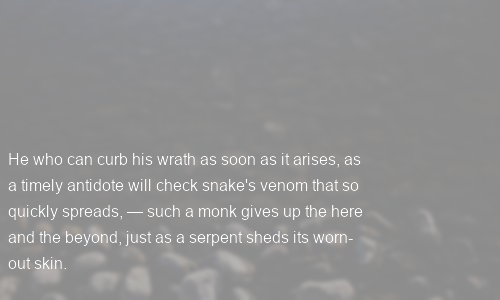 He who can curb his wrath as soon as it arises, as
a timely antidote will check snake's venom that so
quickly spreads, — such a monk gives up the here
and the beyond, just as a serpent sheds its worn-
out skin.